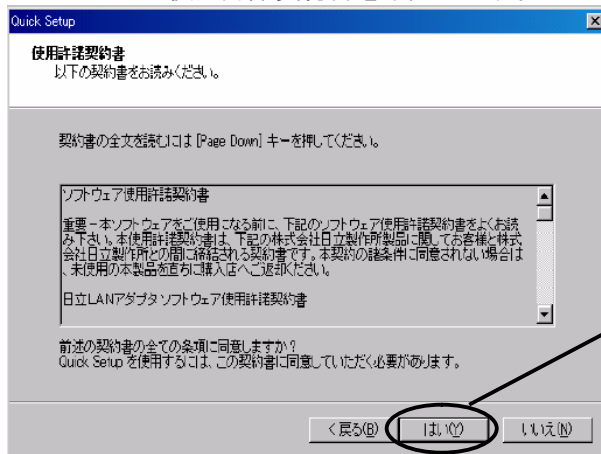 Quick Setup
使用許諾契約書
以下の契約書をお読みください。
契約書の全文を読むには [Page Down] キーを押してください。
ソフトウェア使用許諾契約書
重要－本ソフトウェアをご使用になる前に、下記のソフトウェア使用許諾契約書をよくお読
み下さい。本使用許諾契約書は、下記の株式会社日立製作所製品に関してお客様と株式
会社日立製作所との間に締結される契約書です。本契約の諸条件に同意されない場合は
、未使用の本製品を直ちに購入店へご返却ください。
日立LANアダプタ ソフトウェア使用許諾契約書
前述の契約書の全ての条項に同意しますか？
Quick Setup を使用するには、この契約書に同意していただく必要があります。
< 戻る(B)
はい(Y)
いいえ(N)